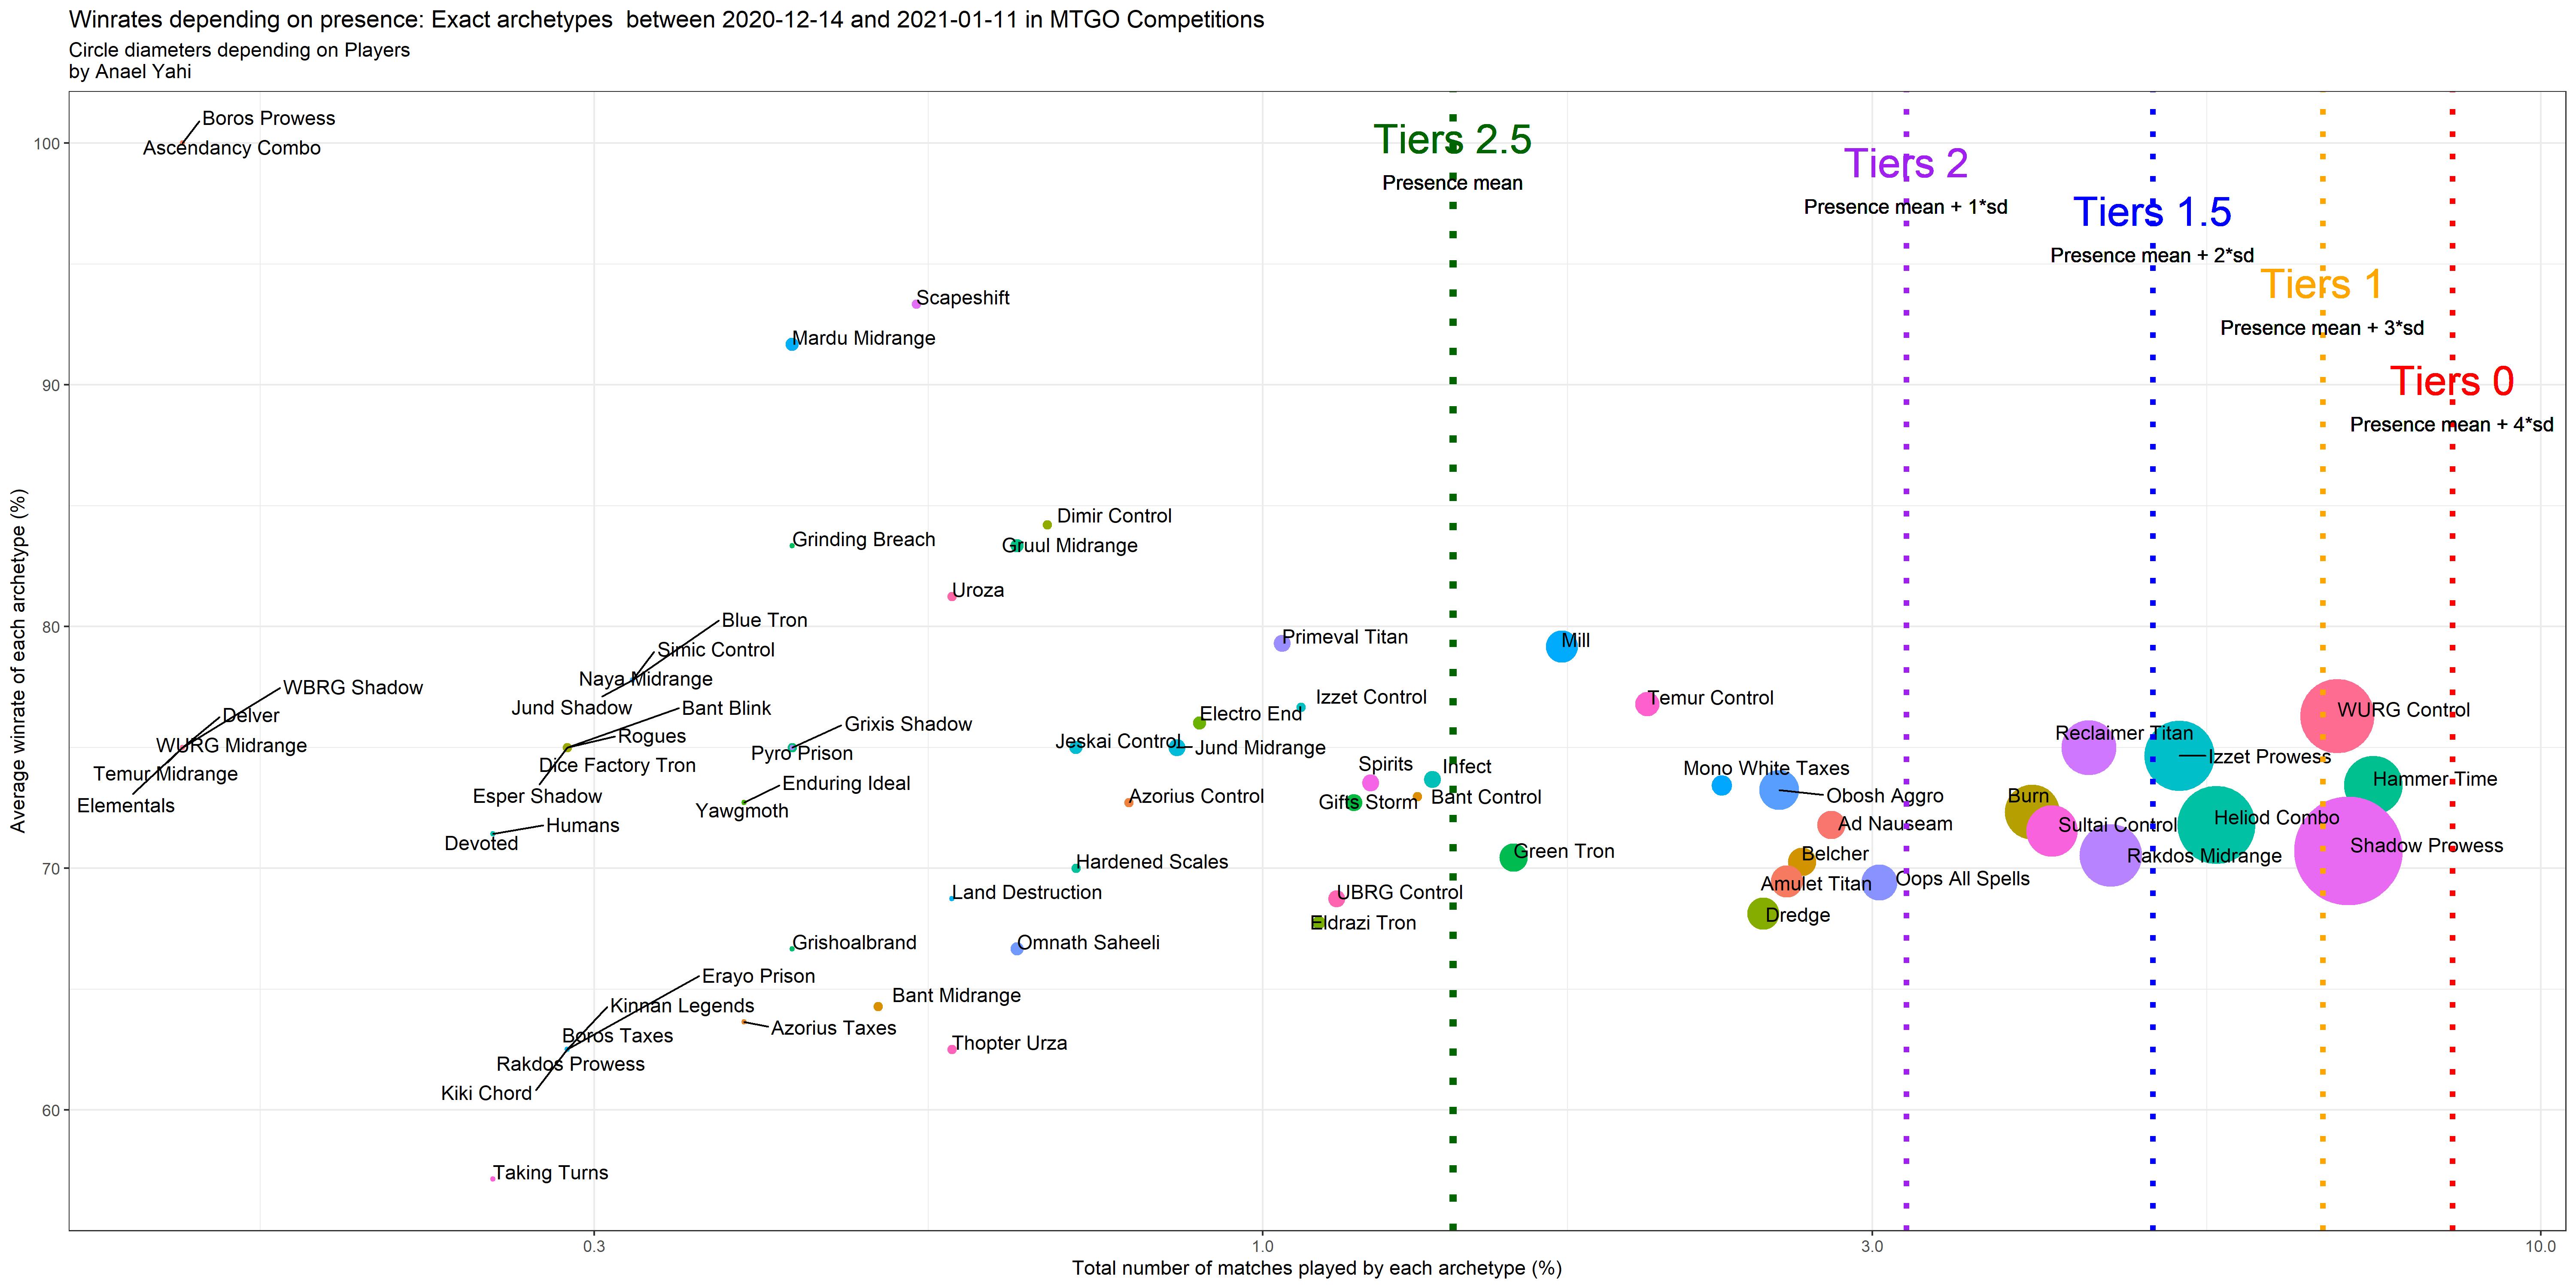 Winrates depending on presence: Exact archetypes  between 2020-12-14 and 2021-01-11 in MTGO Competitions
Circle diameters depending on Players
by Anael Yahi
Average winrate of each archetype (%)
100
90
80
70
60
Boros Prowess
Ascendancy Combo
Tiers 2.5
Presence mean
Tiers 2
Presence mean + 1*sd
Tiers 1.5
Presence mean + 2*sd
Tiers 1
Presence mean + 3*sd
Tiers 0
Presence mean + 4*sd
Scapeshift
Mardu Midrange
Dimir Control
Grinding Breach
Gruul Midrange
Uroza
Blue Tron
Simic Control
Naya Midrange
Jund Shadow
Bant Blink
Rogues
Dice Factory Tron
Esper Shadow
WBRG Shadow
Delver
WURG Midrange
Temur Midrange
Elementals
Grixis Shadow
Pyro Prison
Enduring Ideal
Yawgmoth
Humans
Devoted
Primeval Titan
Izzet Control
Electro End
Jeskai Control
Jund Midrange
Spirits
Infect
Azorius Control
Gifts Storm
Bant Control
Hardened Scales
Land Destruction
UBRG Control
Eldrazi Tron
Grishoalbrand
Omnath Saheeli
Erayo Prison
Kinnan Legends
Boros Taxes
Rakdos Prowess
Kiki Chord
Bant Midrange
Azorius Taxes
Thopter Urza
Taking Turns
Mill
Temur Control
Mono White Taxes
Obosh Aggro
Ad Nauseam
Green Tron
Belcher
Amulet Titan
Oops All Spells
Dredge
WURG Control
Reclaimer Titan
Izzet Prowess
Hammer Time
Burn
Heliod Combo
Sultai Control
Shadow Prowess
Rakdos Midrange
0.3
1.0
3.0
10.0
Total number of matches played by each archetype (%)